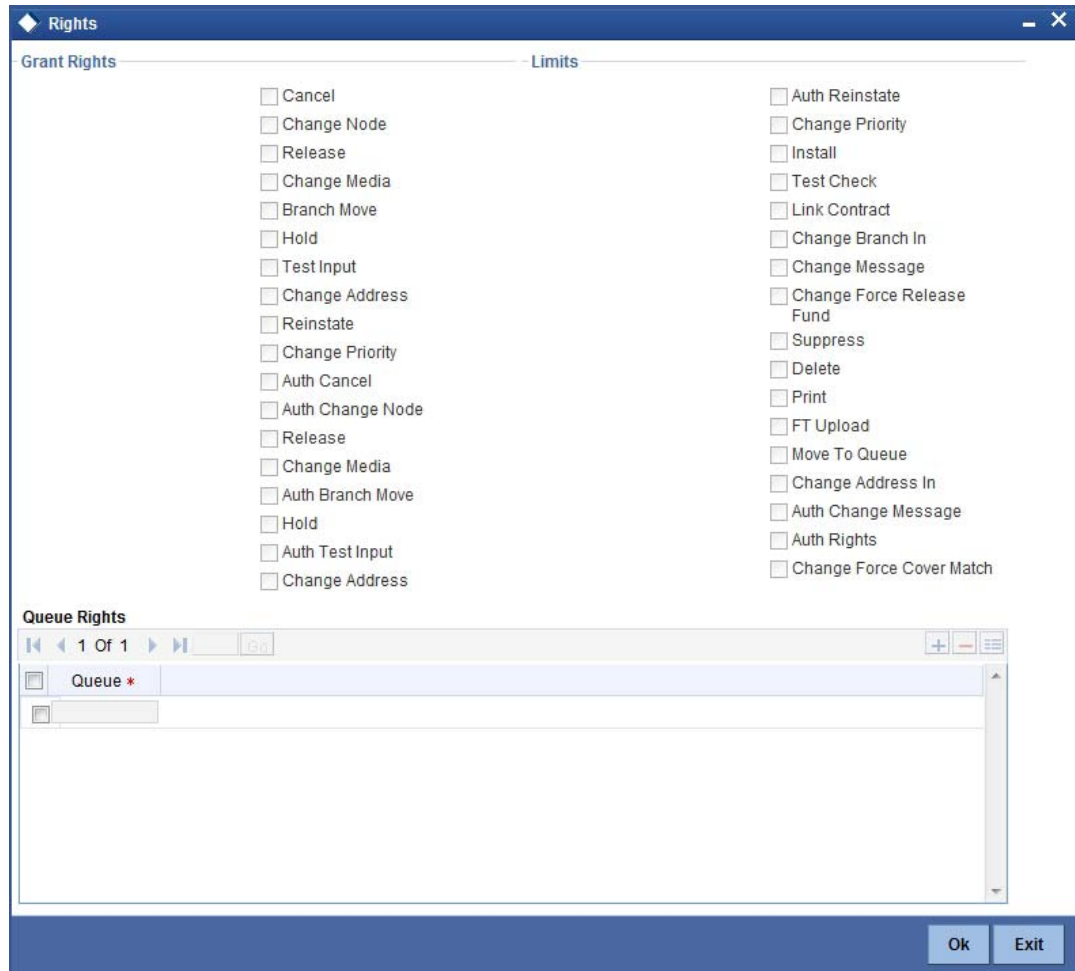 Rights
Grant Rights
Cancel
Change Node
Release
Change Media
Branch Move
Hold
Test Input
Change Address
Reinstate
Change Priority
Auth Cancel
Auth Change Node
Release
Change Media
Auth Branch Move
Hold
Auth Test Input
Change Address
Limits
Auth Reinstate
Change Priority
Install
Test Check
Link Contract
Change Branch In
Change Message
Change Force Release
Fund
Suppress
Delete
Print
FT Upload
Move To Queue
Change Address In
Auth Change Message
Auth Rights
Change Force Cover Match
Queue Rights
1 Of 1 Go
Queue *
Ok Exit